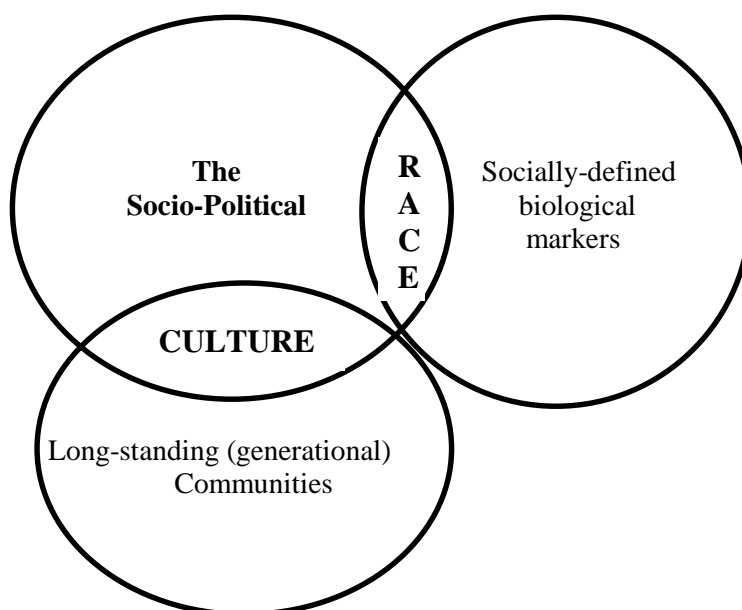 The
Socio-Political
R
A
C
E
Socially-defined
biological
markers
CULTURE
Long-standing (generational)
Communities